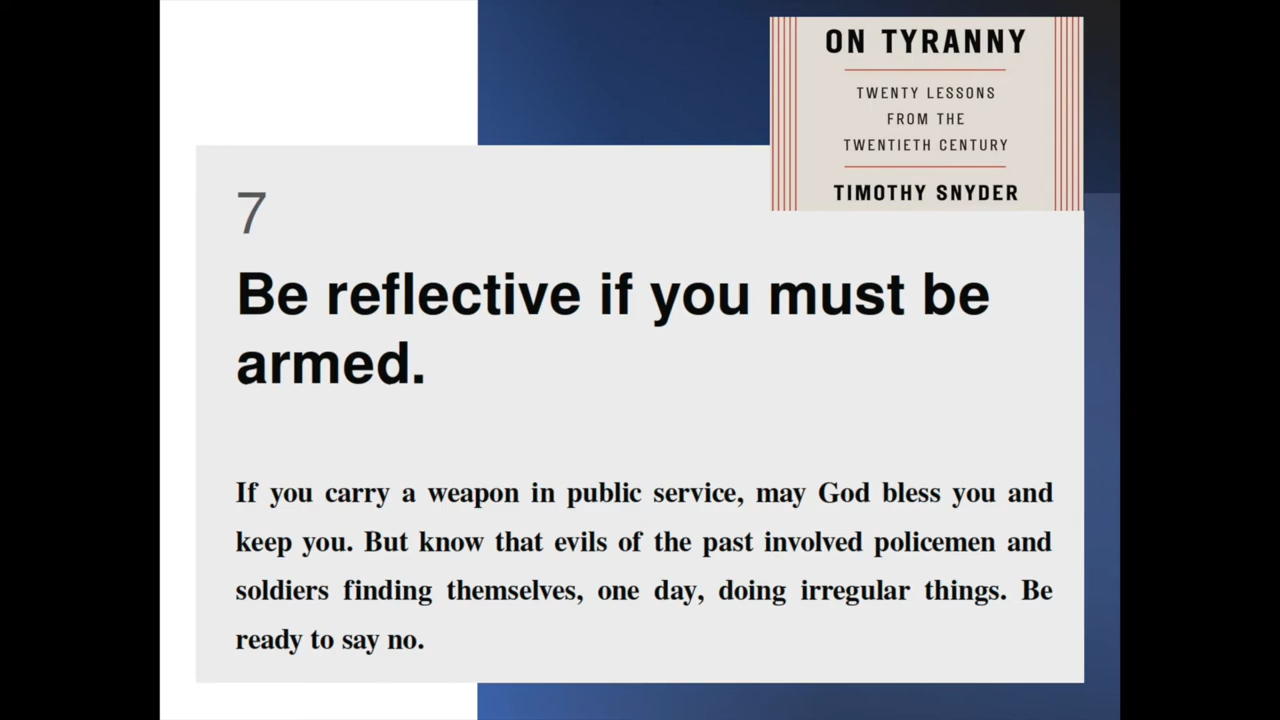 ON TYRANNY
TWENTY LESSONS
FROM THE
TWENTIETH CENTURY
TIMOTHY SNYDER
7
Be reflective if you must be
armed.
If you carry a weapon in public service, may God bless you and
keep you. But know that evils of the past involved policemen and
soldiers finding themselves, one day, doing irregular things. Be
ready to say no.